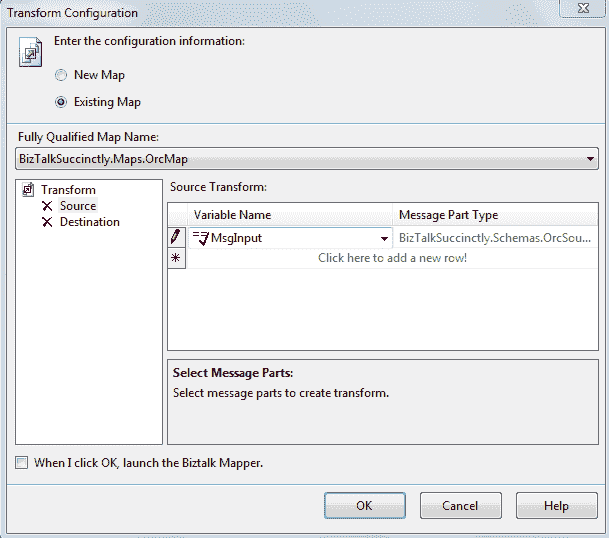 Transform Configuration
Enter the configuration information:
New Map
Existing Map
Fully Qualified Map Name:
BizTalkSuccinctly.Maps.OrcMap
Transform
Source
Destination
Source Transform:
Variable Name Message Part Type
MsgInput BizTalkSuccinctly.Schemas.OrcSou...
Click here to add a new row!
Select Message Parts:
Select message parts to create transform.
When I click OK, launch the Biztalk Mapper.
OK Cancel Help